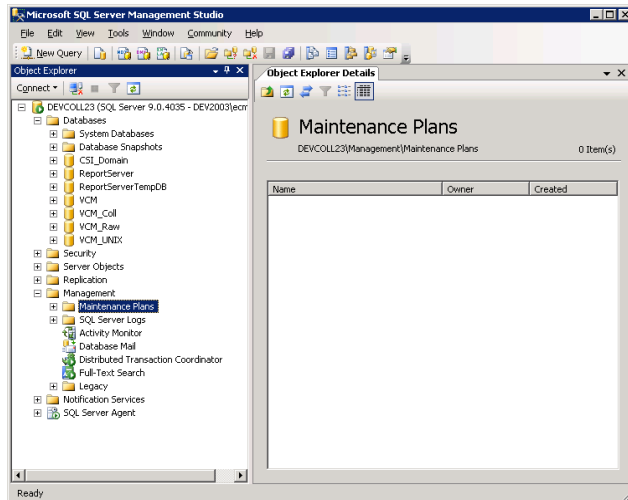 Microsoft SQL Server Management Studio
File Edit View Tools Window Community Help
New Query
Object Explorer
Connect
DEVCOLL23 (SQL Server 9.0.4035 - DEV2003\ecm
Databases
System Databases
Database Snapshots
CSI_Domain
ReportServer
ReportServerTempDB
VCM
VCM_Coll
VCM_Raw
VCM_UNIX
Security
Server Objects
Replication
Management
Maintenance Plans
SQL Server Logs
Activity Monitor
Database Mail
Distributed Transaction Coordinator
Full-Text Search
Legacy
Notification Services
SQL Server Agent
Object Explorer Details
Maintenance Plans
DEVCOLL23\Management\Maintenance Plans 0 Item(s)
Name Owner Created
Ready